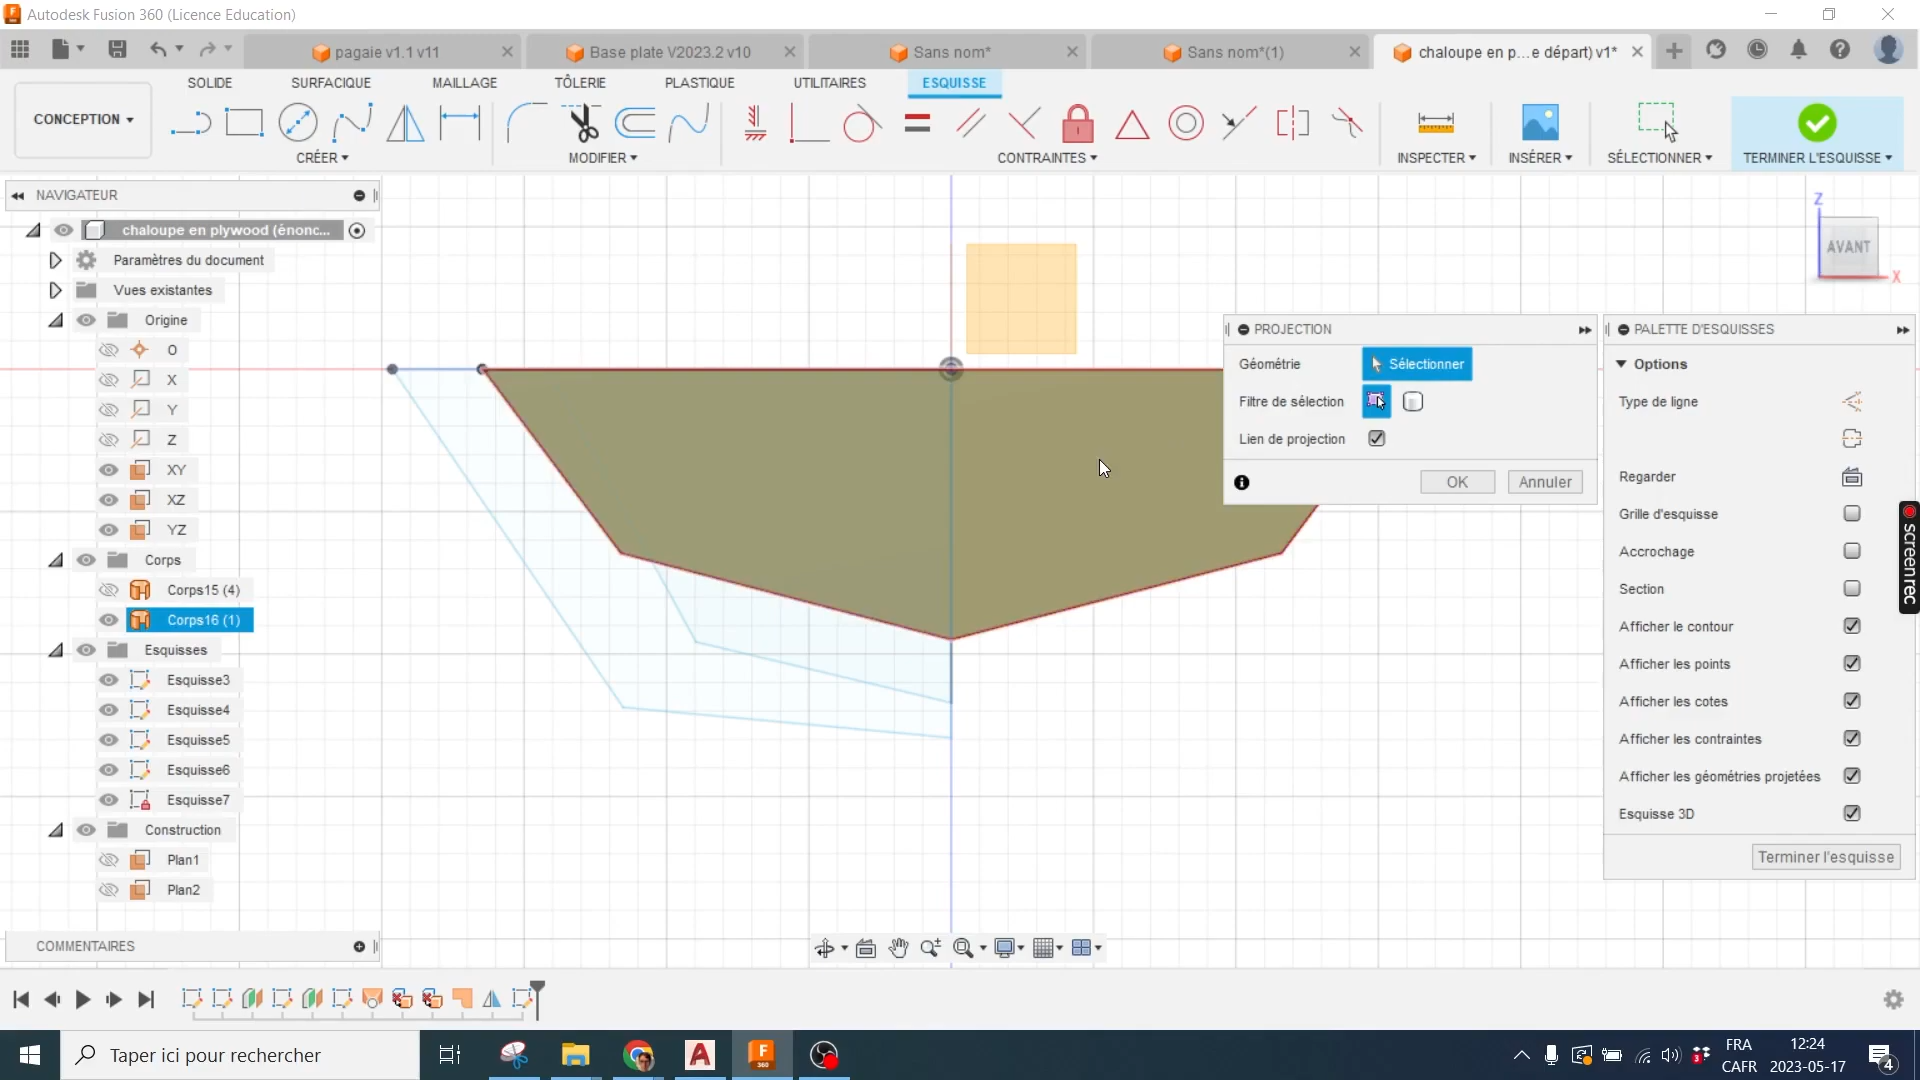 Autodesk Fusion 360 (Licence Education)
pagaie v1.1 v11
Base plate V2023.2 v10
Sans nom*
Sans nom*(1)
chaloupe en p...e départ) v1*
SOLIDE
SURFACIQUE
MAILLAGE
TÔLERIE
PLASTIQUE
UTILITAIRES
ESQUISSE
CONCEPTION
CRÉER
MODIFIER
CONTRAINTES
INSPECTER
INSÉRER
SÉLECTIONNER
TERMINER L'ESQUISSE
NAVIGATEUR
chaloupe en plywood (énonc...
Paramètres du document
Vues existantes
Origine
O
X
Y
Z
XY
XZ
YZ
Corps
Corps15 (4)
Corps16 (1)
Esquisses
Esquisse3
Esquisse4
Esquisse5
Esquisse6
Esquisse7
Construction
Plan1
Plan2
COMMENTAIRES
Z
AVANT
X
PROJECTION
Géométrie
Sélectionner
Filtre de sélection
Lien de projection
OK
Annuler
PALETTE D'ESQUISSES
Options
Type de ligne
Regarder
Grille d'esquisse
Accrochage
Section
Afficher le contour
Afficher les points
Afficher les cotes
Afficher les contraintes
Afficher les géométries projetées
Esquisse 3D
Terminer l'esquisse
screenrec
Taper ici pour rechercher
A
F
360
3
FRA
CAFR
12:24
2023-05-17
4